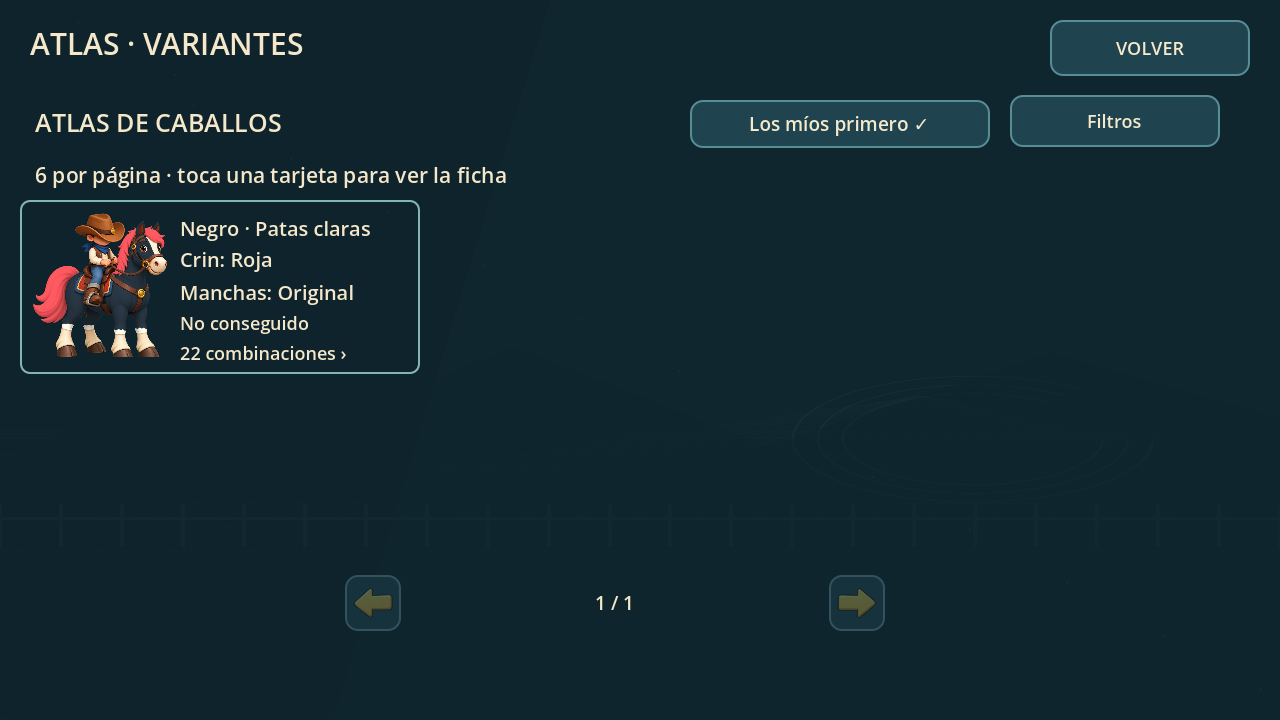 ATLAS · VARIANTES
VOLVER
ATLAS DE CABALLOS
Los míos primero ✓
Filtros
6 por página · toca una tarjeta para ver la ficha
Negro · Patas claras
Crin: Roja
Manchas: Original
No conseguido
22 combinaciones ›
1 / 1